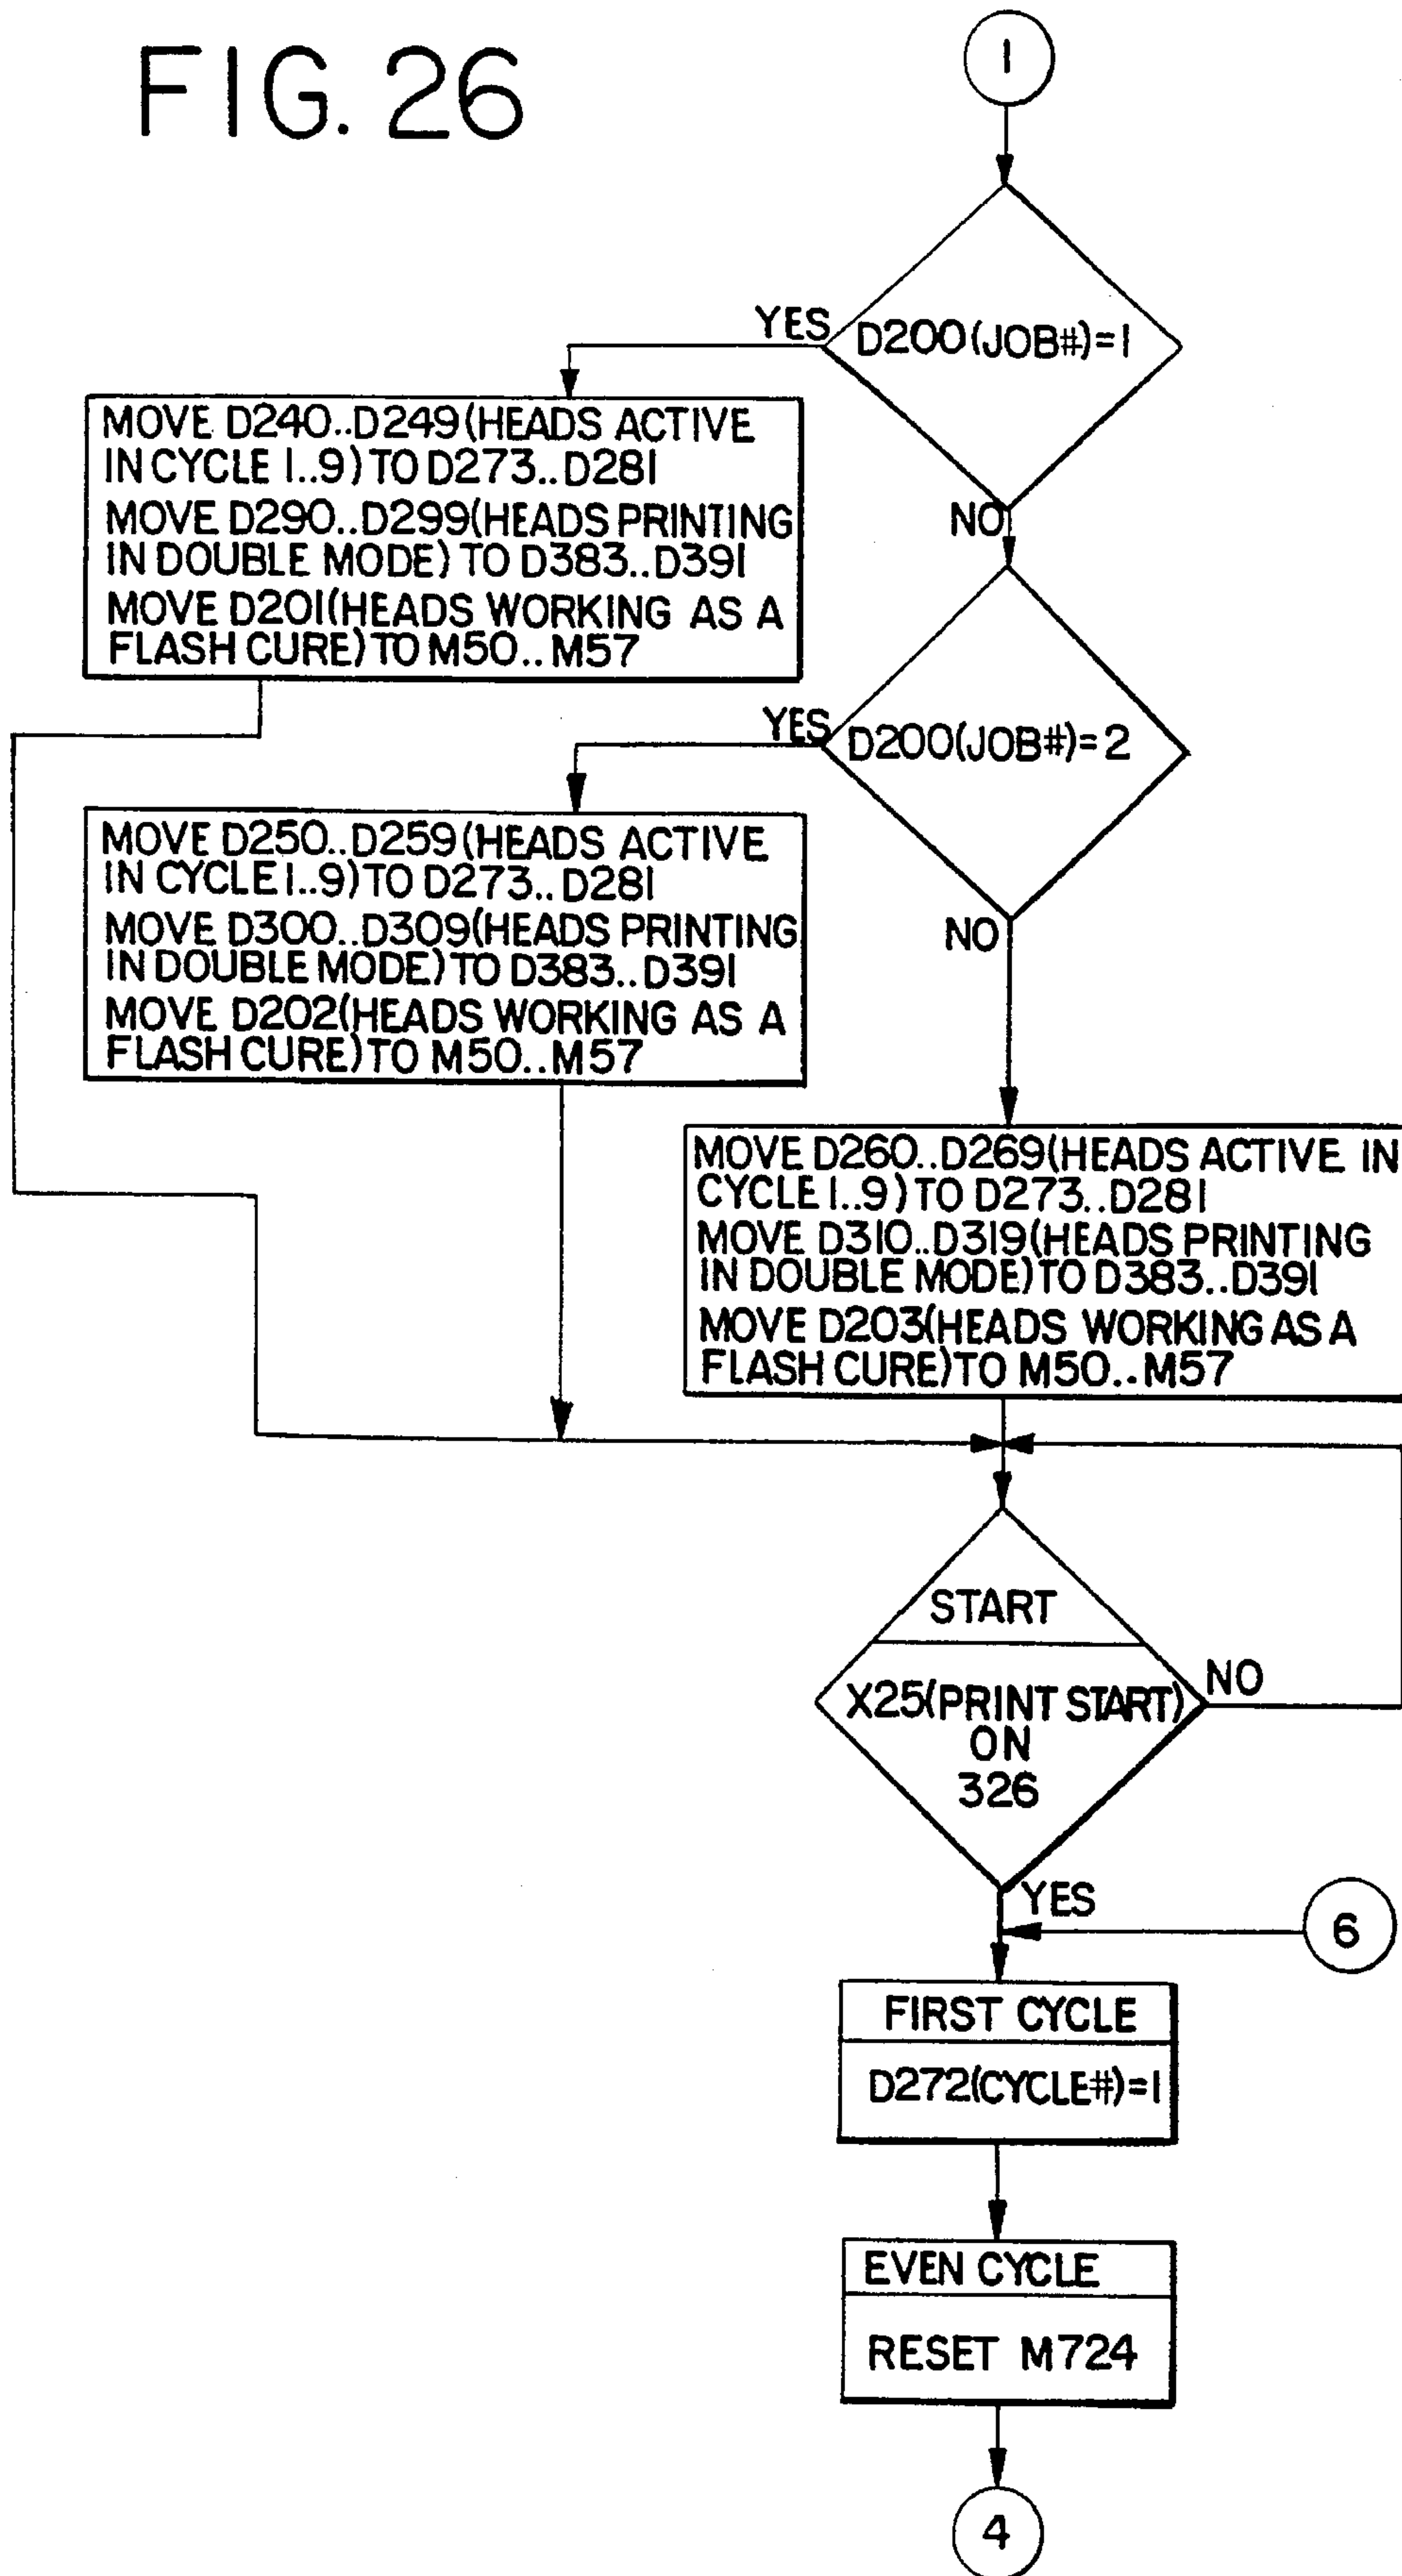 FIG. 26
1
D200(JOB#)=1
YES
NO
MOVE D240..D249(HEADS ACTIVE
IN CYCLE 1..9) TO D273..D281
MOVE D290..D299(HEADS PRINTING
IN DOUBLE MODE) TO D383..D391
MOVE D201(HEADS WORKING AS A
FLASH CURE) TO M50..M57
D200(JOB#)=2
YES
NO
MOVE D250..D259(HEADS ACTIVE
IN CYCLE 1..9) TO D273..D281
MOVE D300..D309(HEADS PRINTING
IN DOUBLE MODE) TO D383..D391
MOVE D202(HEADS WORKING AS A
FLASH CURE) TO M50..M57
MOVE D260..D269(HEADS ACTIVE IN
CYCLE 1..9) TO D273..D281
MOVE D310..D319(HEADS PRINTING
IN DOUBLE MODE) TO D383..D391
MOVE D203(HEADS WORKING AS A
FLASH CURE) TO M50..M57
START
X25(PRINT START)
ON
326
NO
YES
6
FIRST CYCLE
D272(CYCLE#)=1
EVEN CYCLE
RESET M724
4